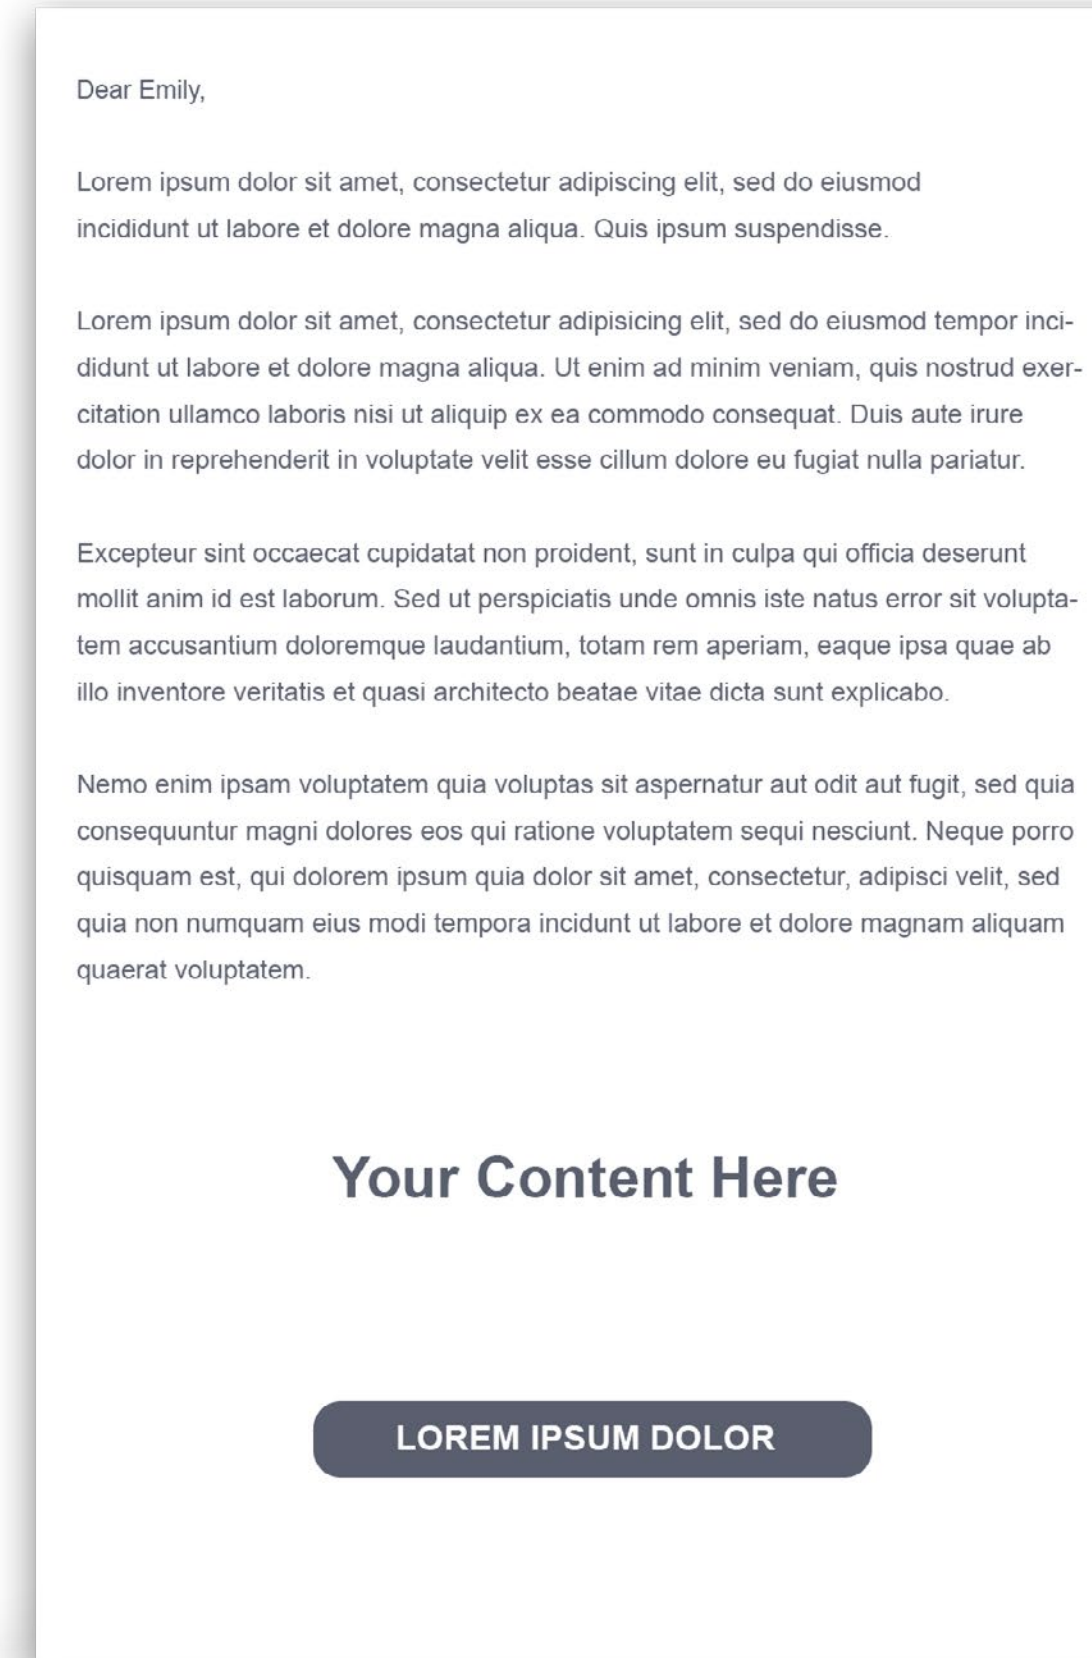 Dear Emily,
Lorem ipsum dolor sit amet, consectetur adipiscing elit, sed do eiusmod
incididunt ut labore et dolore magna aliqua. Quis ipsum suspendisse.
Lorem ipsum dolor sit amet, consectetur adipisicing elit, sed do eiusmod tempor inci-
didunt ut labore et dolore magna aliqua. Ut enim ad minim veniam, quis nostrud exer-
citation ullamco laboris nisi ut aliquip ex ea commodo consequat. Duis aute irure
dolor in reprehenderit in voluptate velit esse cillum dolore eu fugiat nulla pariatur.
Excepteur sint occaecat cupidatat non proident, sunt in culpa qui officia deserunt
mollit anim id est laborum. Sed ut perspiciatis unde omnis iste natus error sit volupta-
tem accusantium doloremque laudantium, totam rem aperiam, eaque ipsa quae ab
illo inventore veritatis et quasi architecto beatae vitae dicta sunt explicabo.
Nemo enim ipsam voluptatem quia voluptas sit aspernatur aut odit aut fugit, sed quia
consequuntur magni dolores eos qui ratione voluptatem sequi nesciunt. Neque porro
quisquam est, qui dolorem ipsum quia dolor sit amet, consectetur, adipisci velit, sed
quia non numquam eius modi tempora incidunt ut labore et dolore magnam aliquam
quaerat voluptatem.
Your Content Here
LOREM IPSUM DOLOR